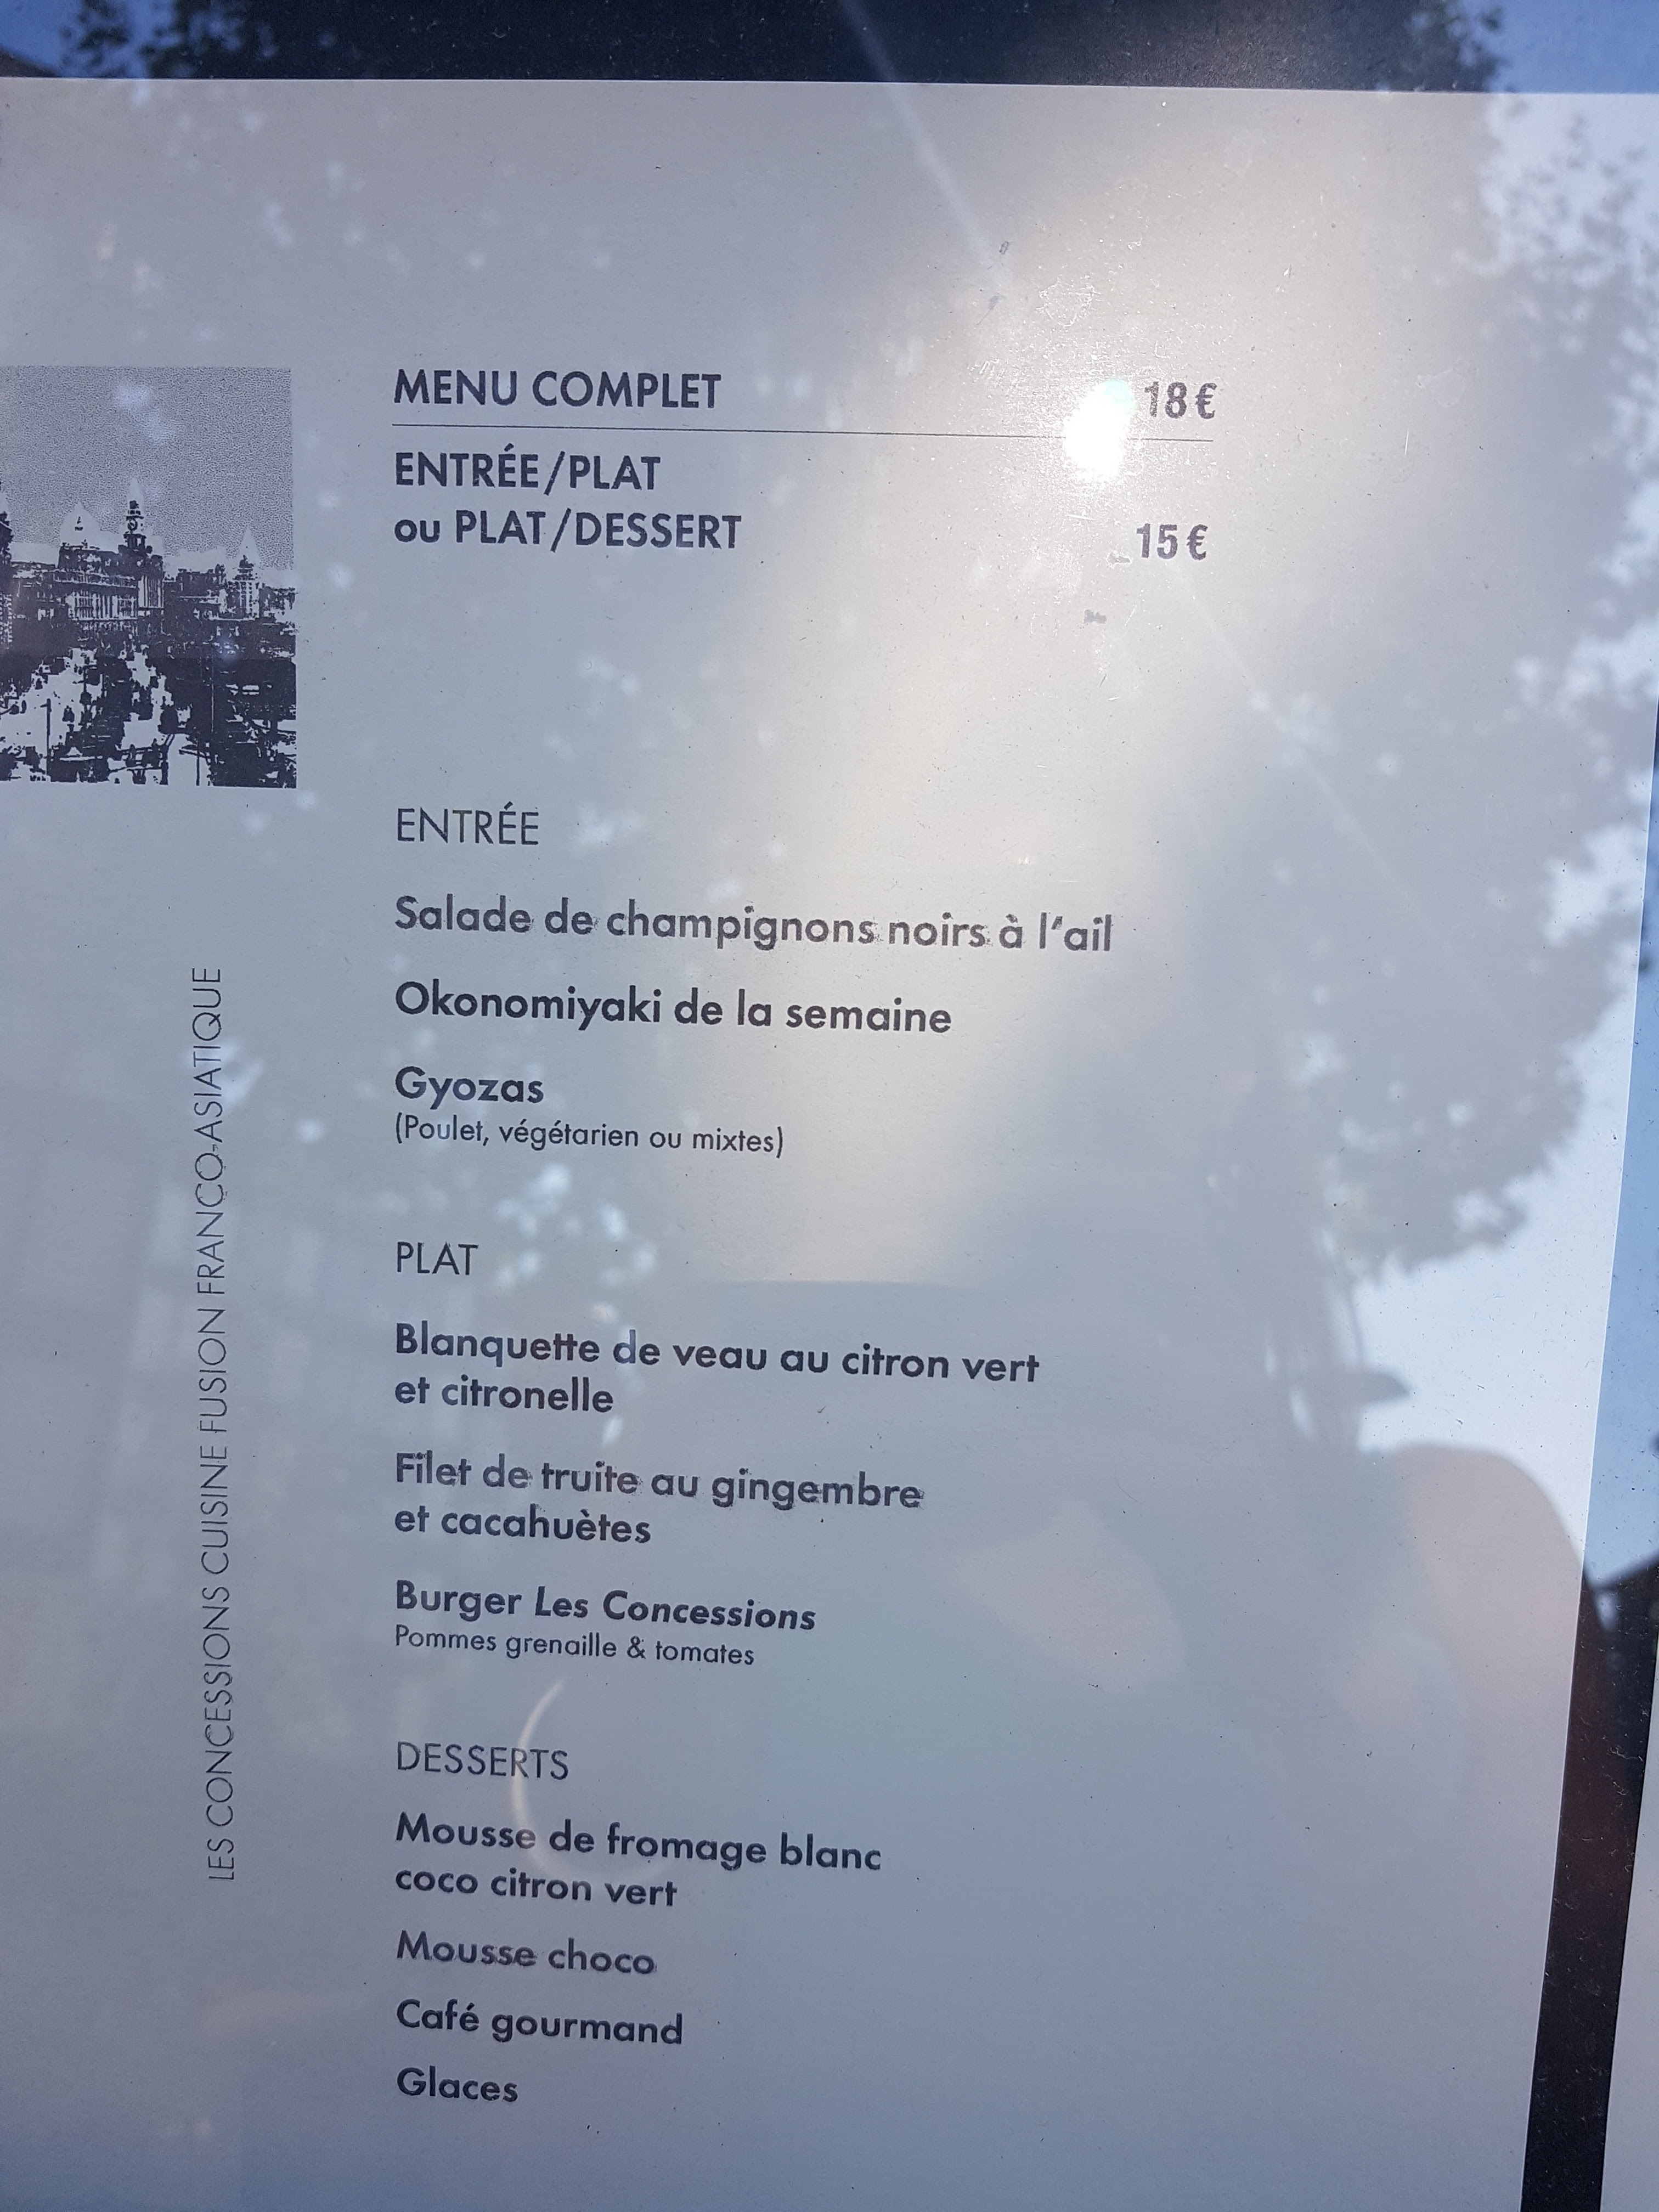 MENU COMPLET 18€
ENTRÉE/PLAT
ou PLAT/DESSERT 15€
ENTRÉE
Salade de champignons noirs à l'ail
Okonomiyaki de la semaine
Gyozas
(Poulet, végétarien ou mixtes)
PLAT
Blanquette de veau au citron vert
et citronelle
Filet de truite au gingembre
et cacahuètes
Burger Les Concessions
Pommes grenaille & tomates
DESSERTS
Mousse de fromage blanc
coco citron vert
Mousse choco
Café gourmand
Glaces
LES CONCESSIONS CUISINE FUSION FRANCO-ASIATIQUE